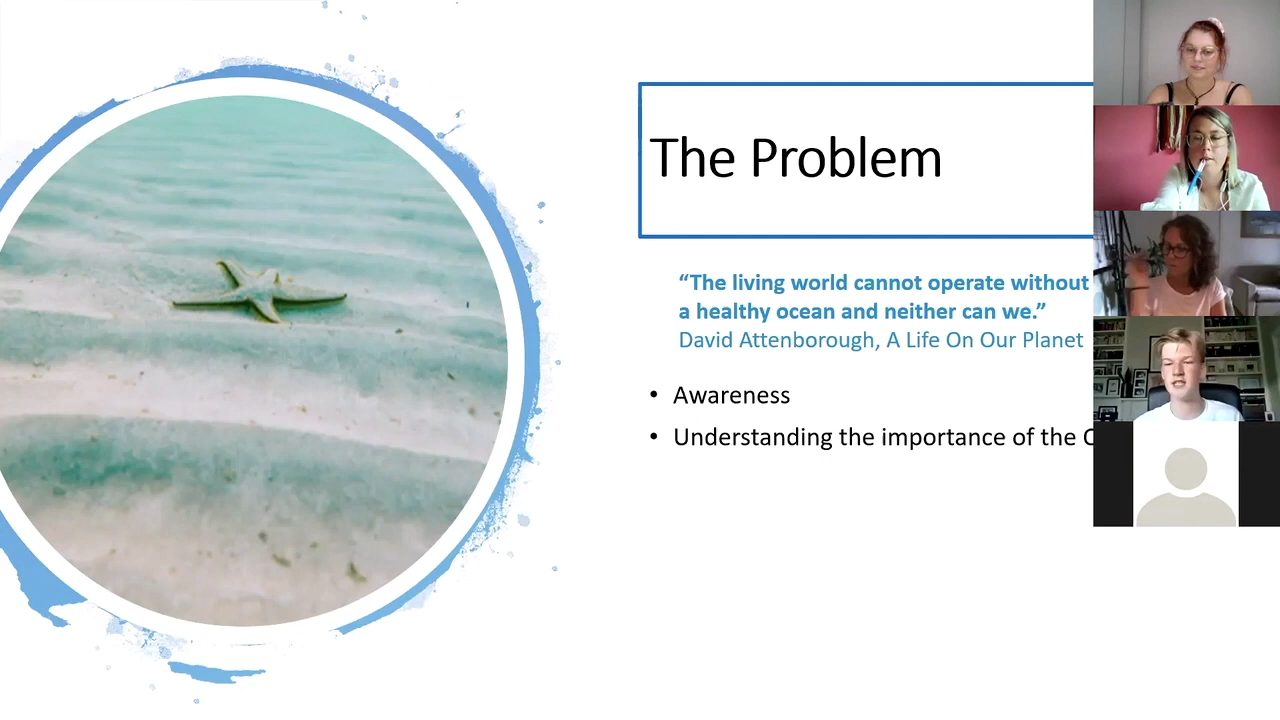 The Problem
“The living world cannot operate without
a healthy ocean and neither can we.”
David Attenborough, A Life On Our Planet
• Awareness
• Understanding the importance of the